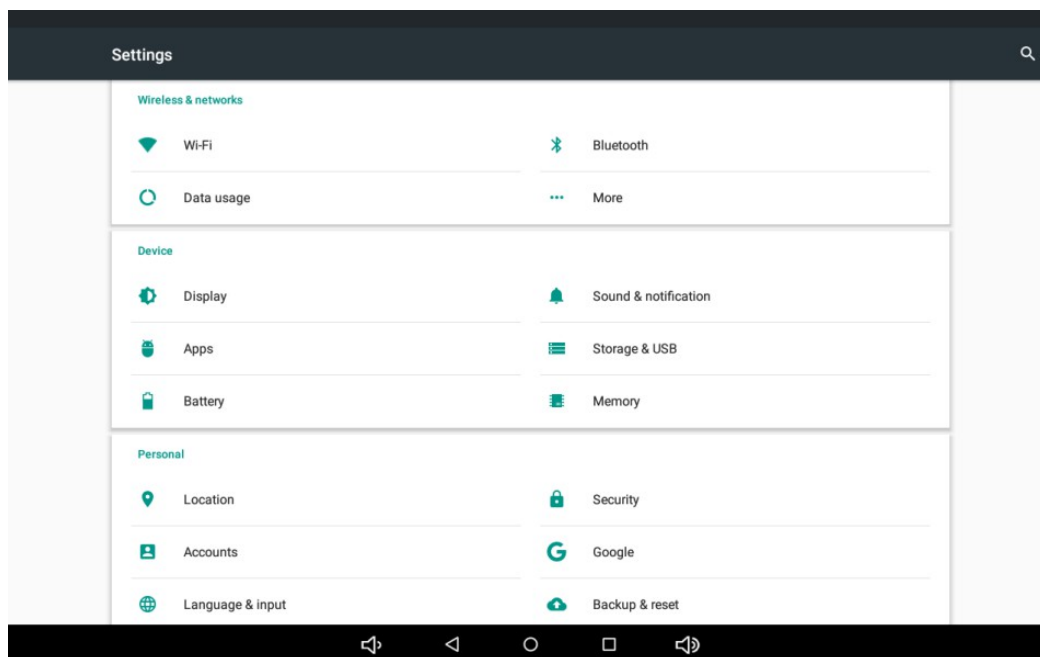 Settings
Wireless & networks
Wi-Fi
Bluetooth
Data usage
More
Device
Display
Sound & notification
Apps
Storage & USB
Battery
Memory
Personal
Location
Security
Accounts
Google
Language & input
Backup & reset